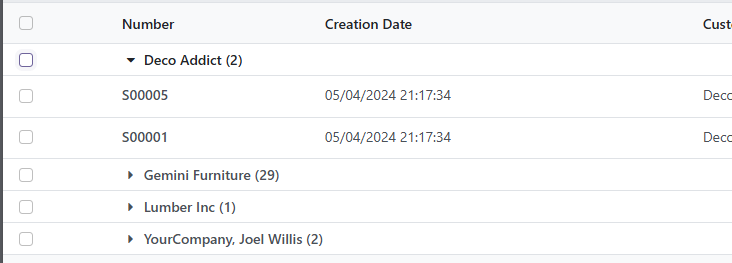 Number Creation Date Cust
Deco Addict (2)
S00005 05/04/2024 21:17:34 Deco
S00001 05/04/2024 21:17:34 Deco
Gemini Furniture (29)
Lumber Inc (1)
YourCompany, Joel Willis (2)